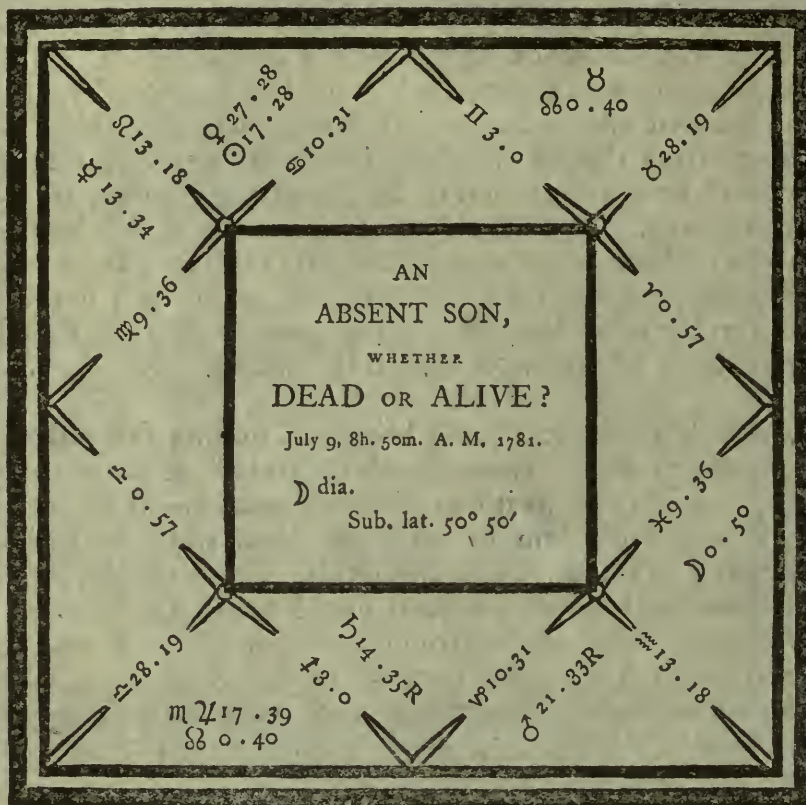 ♀ 27.28
☉ 17.28
♋ 10.31
♊ 3.0
♉
☊ 0.40
♉ 28.19
♌ 13.18
☿ 13.34
♍ 9.36
♈ 0.57
AN
ABSENT SON,
WHETHER
DEAD OR ALIVE?
July 9, 8h. 50m. A. M. 1781.
☽ dia.
Sub. lat. 50° 50′
♎ 0.57
♓ 9.36
☽ 0.50
♎ 28.19
♏ ♃ 17.39
☊ 0.40
♄ 14.35R
♐ 3.0
♑ 10.31
♂ 21.33R
♒ 13.18